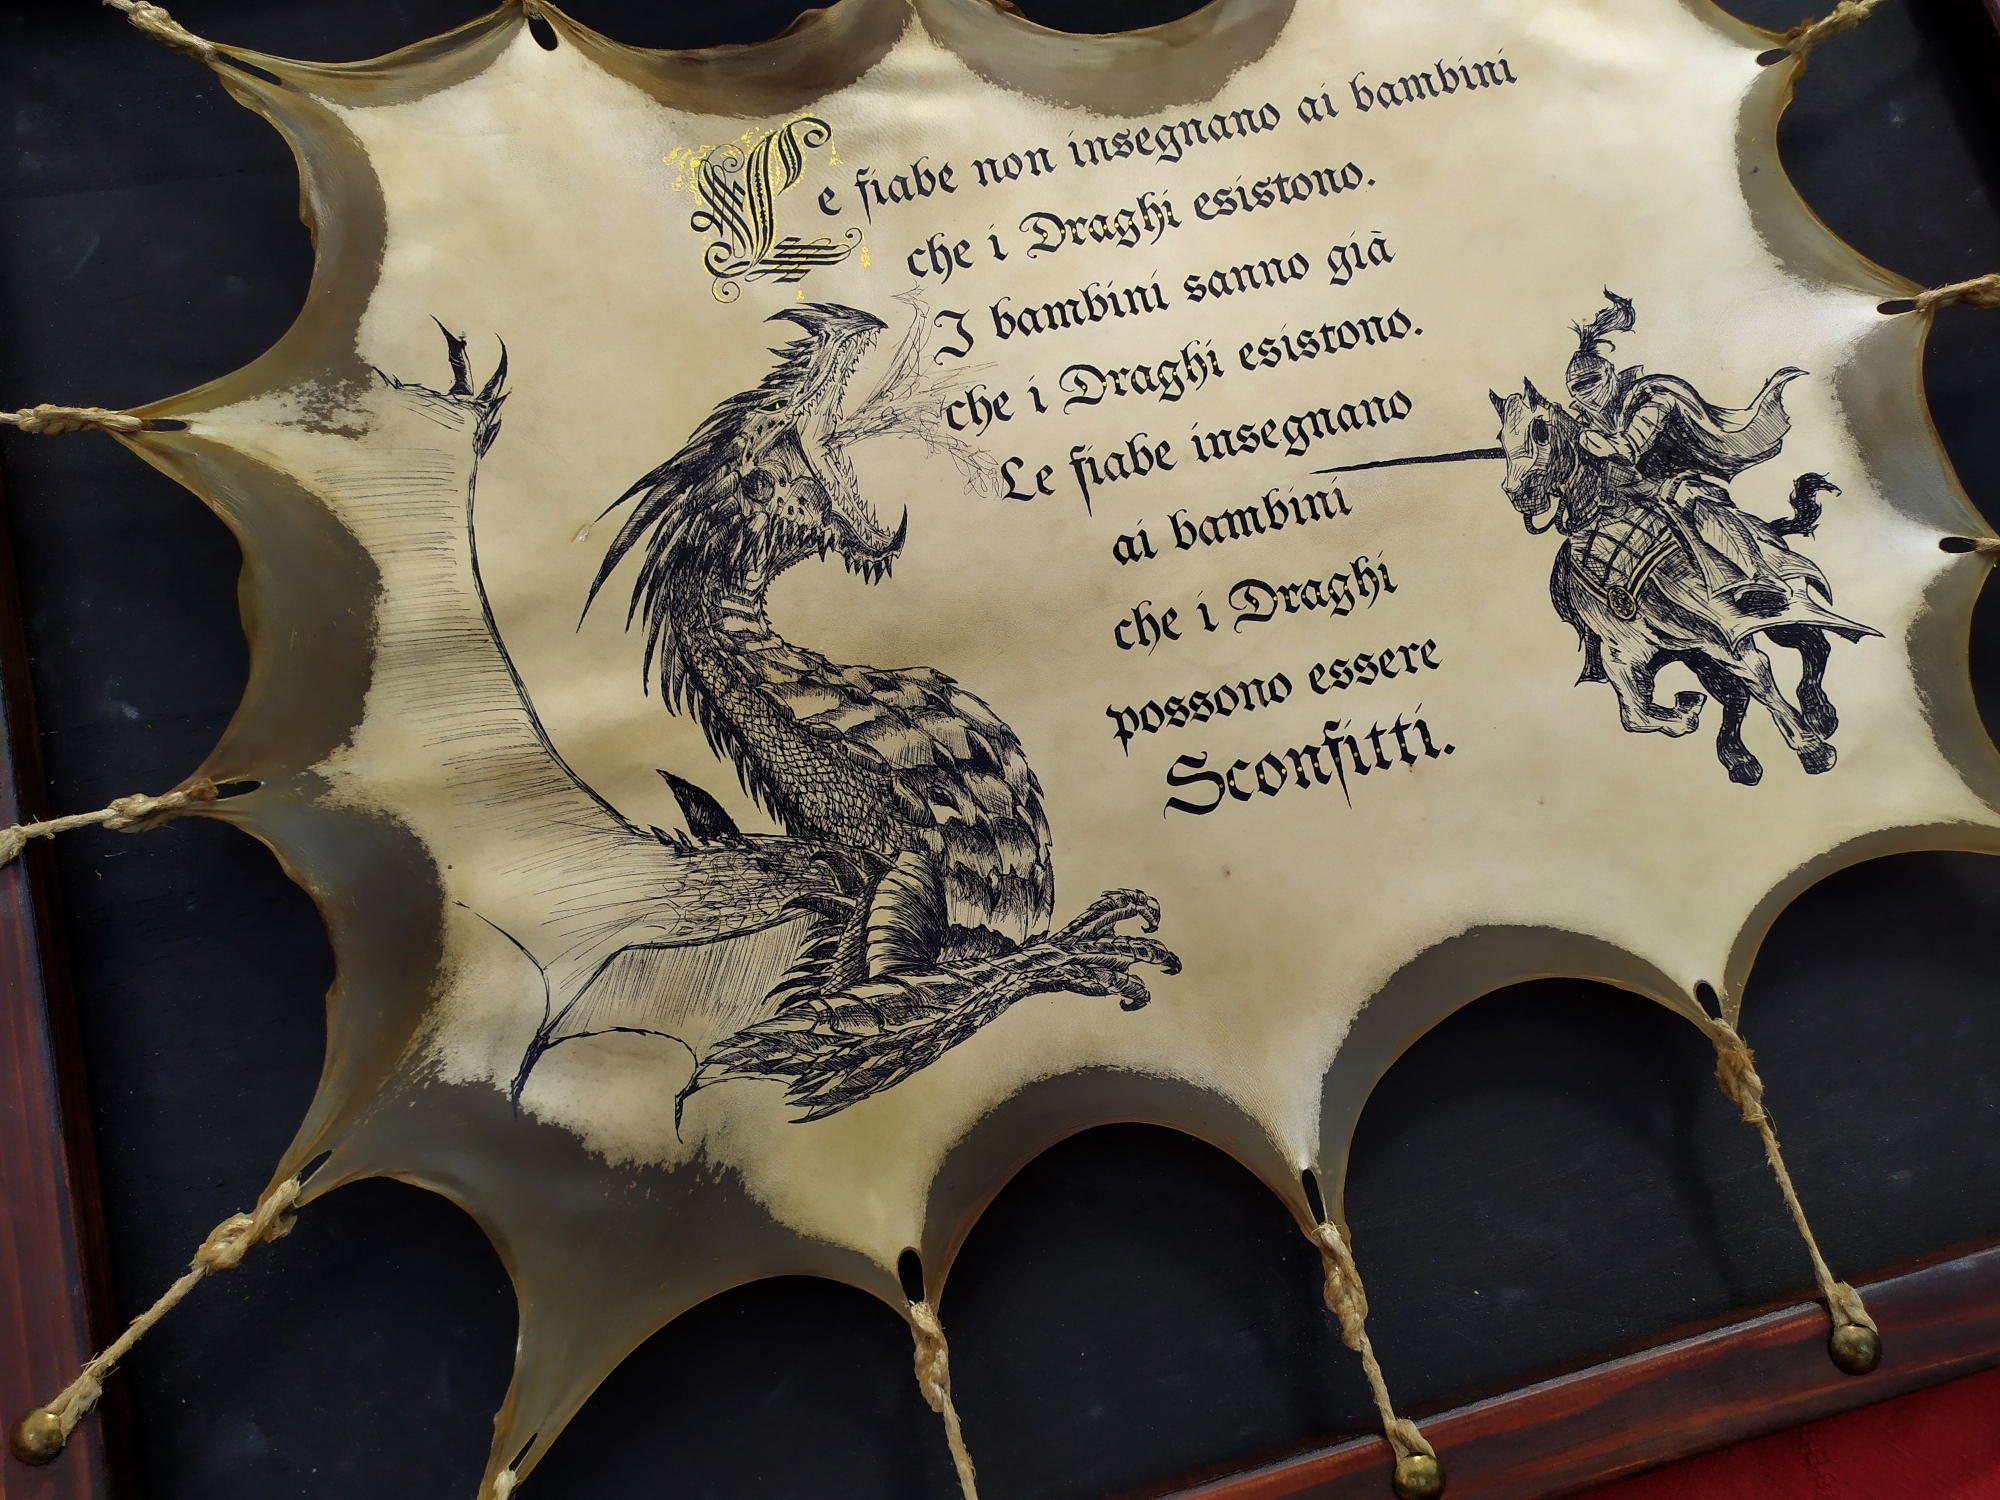 Le fiabe non insegnano ai bambini
che i Draghi esistono.
I bambini sanno già
che i Draghi esistono.
Le fiabe insegnano
ai bambini
che i Draghi
possono essere
Sconfitti.